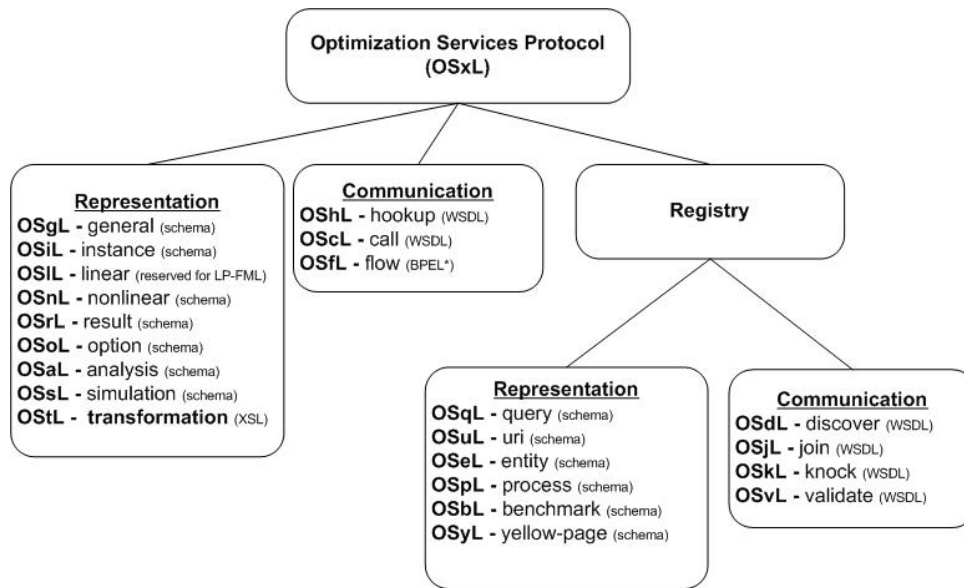 Optimization Services Protocol
(OSxL)
Representation
OSgL - general (schema)
OSiL - instance (schema)
OSlL - linear (reserved for LP-FML)
OSnL - nonlinear (schema)
OSrL - result (schema)
OSoL - option (schema)
OSaL - analysis (schema)
OSsL - simulation (schema)
OStL - transformation (XSL)
Communication
OShL - hookup (WSDL)
OScL - call (WSDL)
OSfL - flow (BPEL*)
Registry
Representation
OSqL - query (schema)
OSuL - uri (schema)
OSeL - entity (schema)
OSpL - process (schema)
OSbL - benchmark (schema)
OSyL - yellow-page (schema)
Communication
OSdL - discover (WSDL)
OSjL - join (WSDL)
OSkL - knock (WSDL)
OSvL - validate (WSDL)